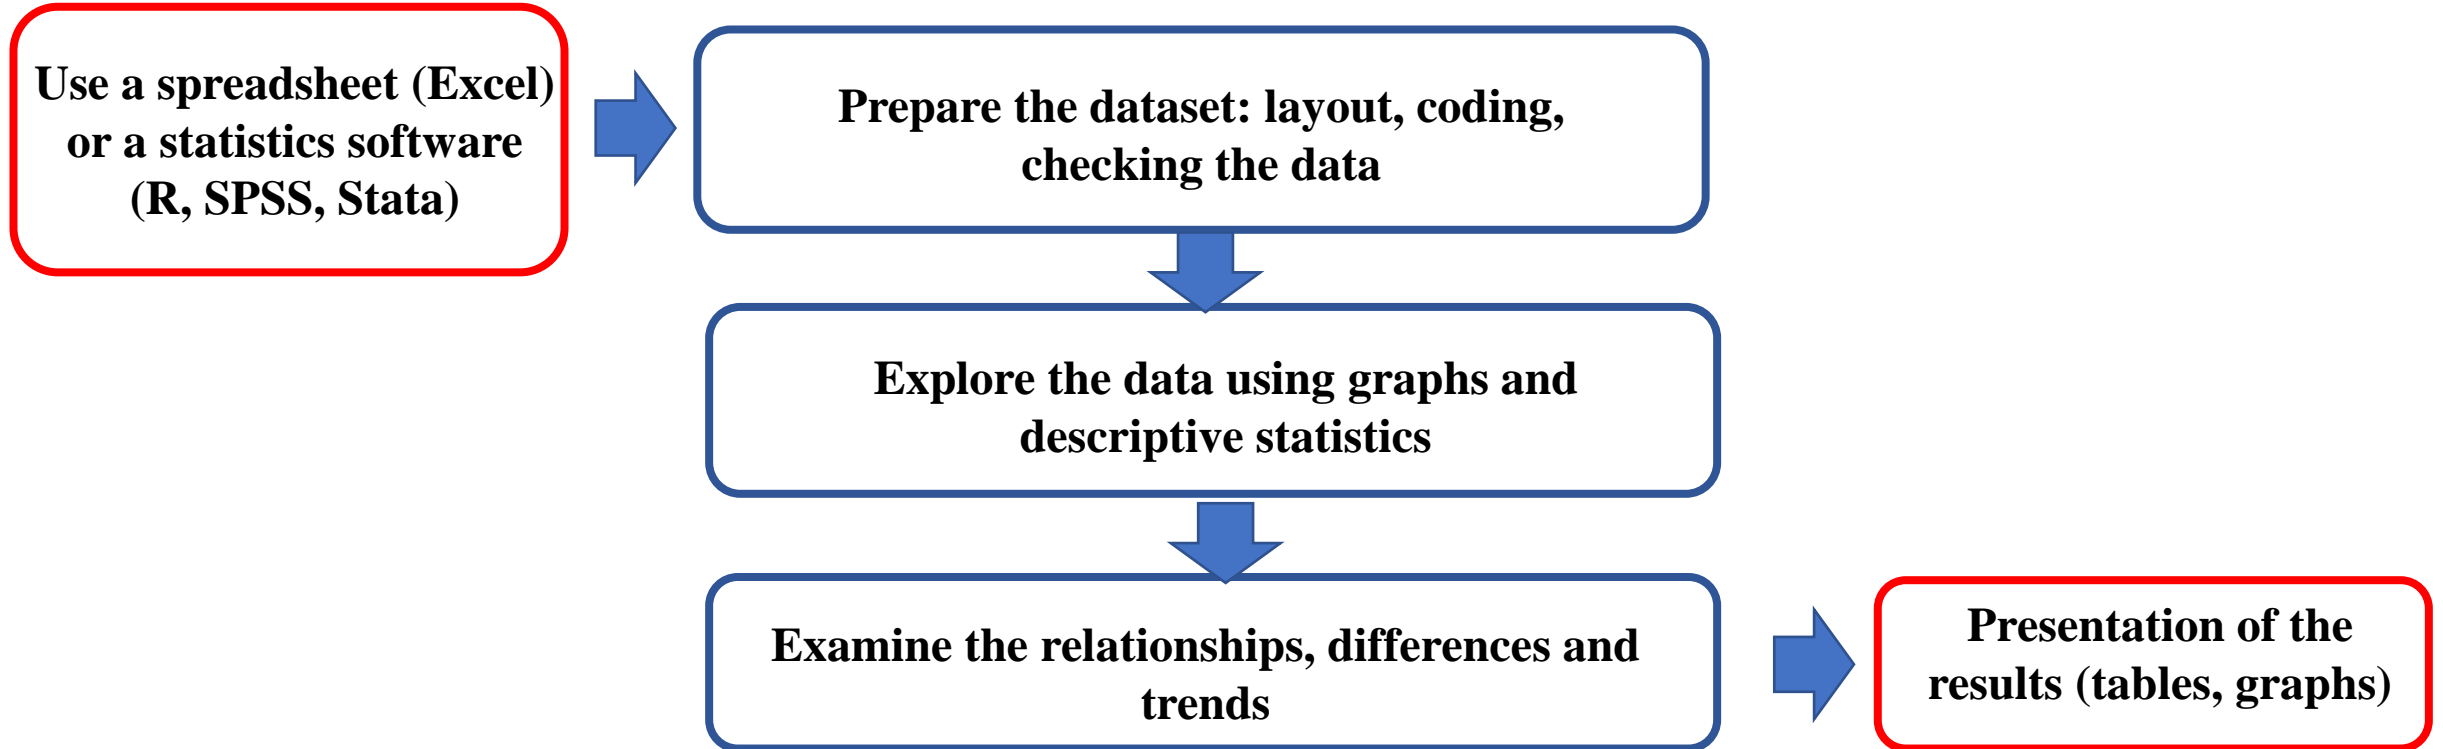 Use a spreadsheet (Excel)
or a statistics software
(R, SPSS, Stata)
Prepare the dataset: layout, coding,
checking the data
Explore the data using graphs and
descriptive statistics
Examine the relationships, differences and
trends
Presentation of the
results (tables, graphs)